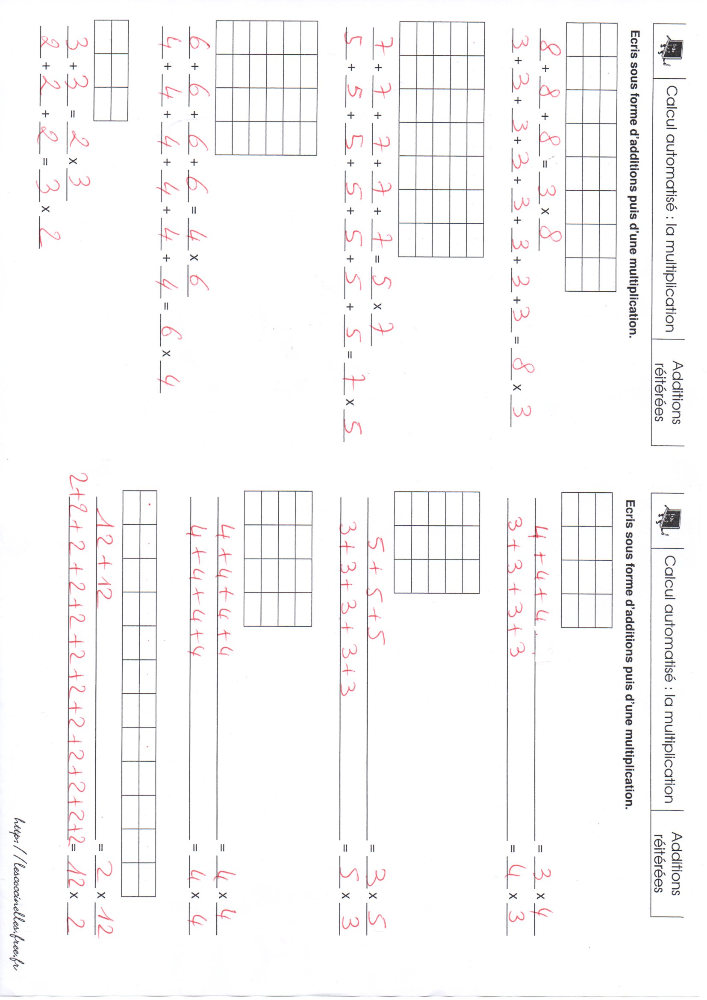 Calcul automatisé : la multiplication
Additions
réitérées
Ecris sous forme d'additions puis d'une multiplication.
8 + 8 + 8 = 3 x 8
3 + 3 + 3 + 3 + 3 + 3 + 3 + 3 = 8 x 3
7 + 7 + 7 + 7 + 7 = 5 x 7
5 + 5 + 5 + 5 + 5 + 5 + 5 = 7 x 5
6 + 6 + 6 + 6 = 4 x 6
4 + 4 + 4 + 4 + 4 + 4 = 6 x 4
3 + 3 = 2 x 3
2 + 2 + 2 = 3 x 2
Calcul automatisé : la multiplication
Additions
réitérées
Ecris sous forme d'additions puis d'une multiplication.
4+4+4 = 3 x 4
3+3+3+3 = 4 x 3
5+5+5 = 3 x 5
3+3+3+3+3 = 5 x 3
4+4+4+4 = 4 x 4
4+4+4+4 = 4 x 4
12+12 = 2 x 12
2+2+2+2+2+2+2+2+2+2+2+2 = 12 x 2
http://lescoccinelles.free.fr